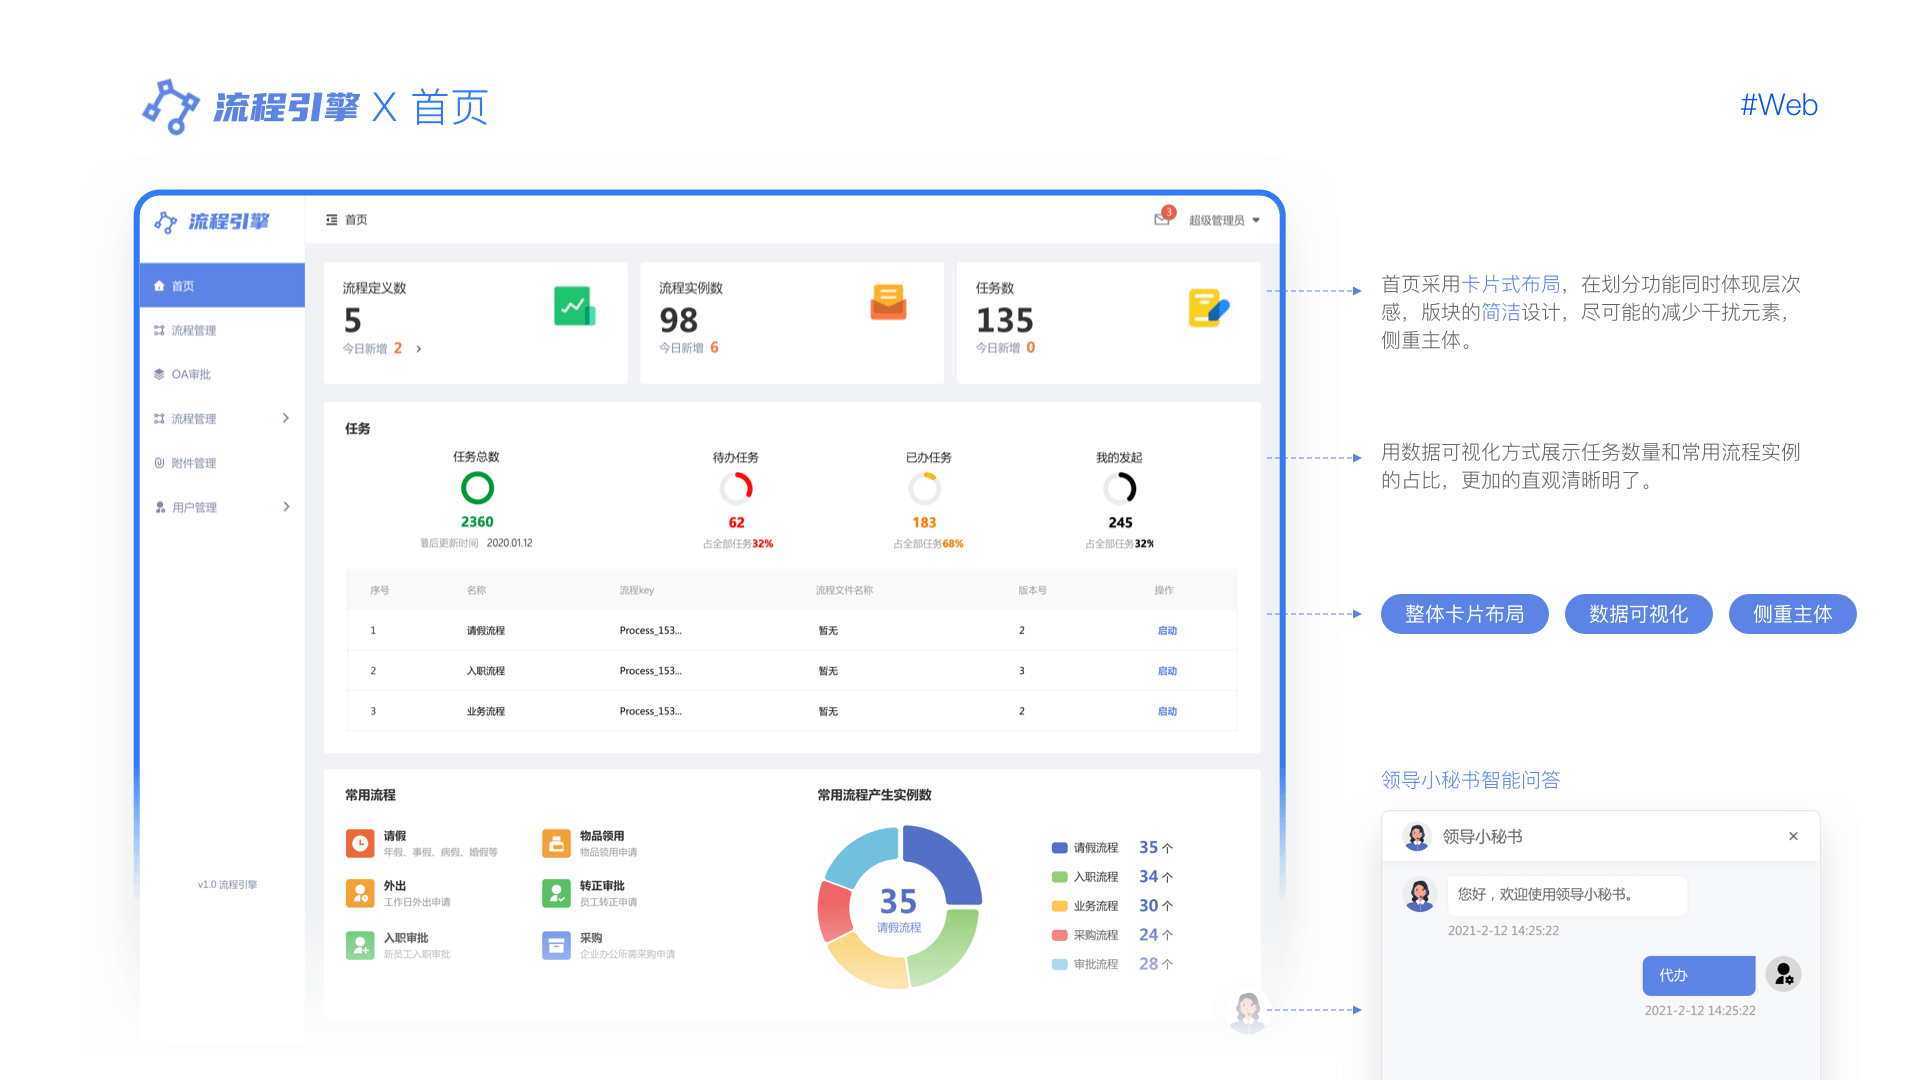 流程引擎 X 首页
#Web
流程引擎
首页
3
超级管理员
首页
流程管理
OA审批
流程管理
附件管理
用户管理
v1.0 流程引擎
流程定义数
5
今日新增 2
流程实例数
98
今日新增 6
任务数
135
今日新增 0
任务
任务总数
2360
最后更新时间 2020.01.12
待办任务
62
占全部任务32%
已办任务
183
占全部任务68%
我的发起
245
占全部任务32%
序号 名称 流程key 流程文件名称 版本号 操作
1 请假流程 Process_153... 暂无 2 启动
2 入职流程 Process_153... 暂无 3 启动
3 业务流程 Process_153... 暂无 2 启动
常用流程
请假
年假、事假、病假、婚假等
物品领用
物品领用申请
外出
工作日外出申请
转正审批
员工转正申请
入职审批
新员工入职审批
采购
企业办公所需采购申请
常用流程产生实例数
35
请假流程
请假流程 35 个
入职流程 34 个
业务流程 30 个
采购流程 24 个
审批流程 28 个
首页采用卡片式布局，在划分功能同时体现层次
感，版块的简洁设计，尽可能的减少干扰元素，
侧重主体。
用数据可视化方式展示任务数量和常用流程实例
的占比，更加的直观清晰明了。
整体卡片布局 数据可视化 侧重主体
领导小秘书智能问答
领导小秘书 ×
您好，欢迎使用领导小秘书。
2021-2-12 14:25:22
代办
2021-2-12 14:25:22